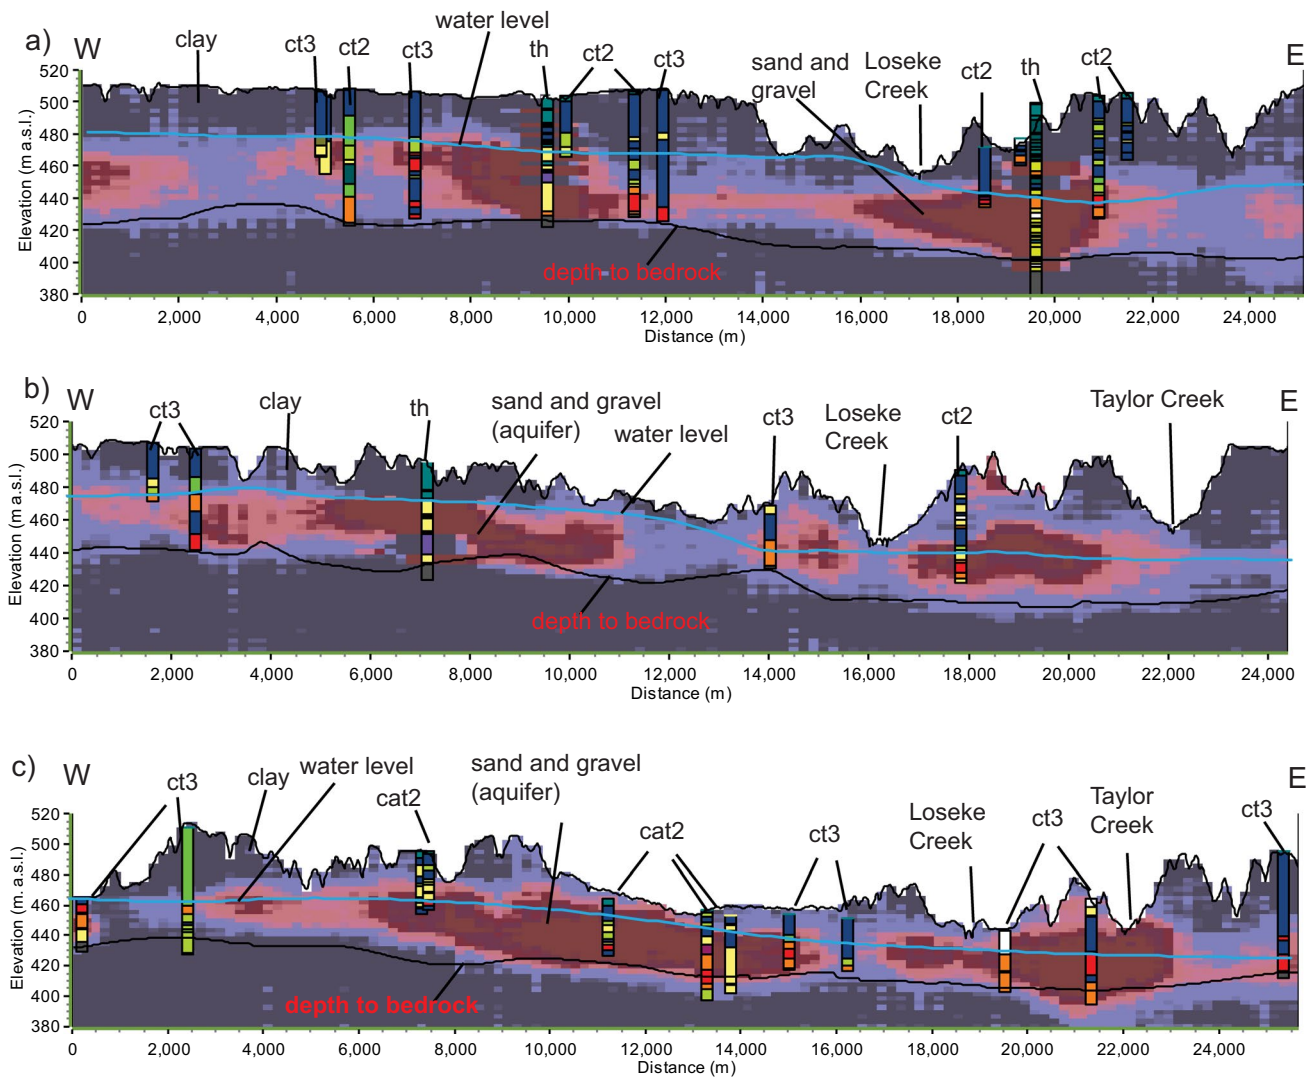 a)
W
clay
ct3
ct2
ct3
water level
th
ct2
ct3
sand and
gravel
Loseke
Creek
ct2
th
ct2
E
Elevation (m a.s.l.)
520
500
480
460
440
420
400
380
depth to bedrock
0
2,000
4,000
6,000
8,000
10,000
12,000
14,000
16,000
18,000
20,000
22,000
24,000
Distance (m)
b)
W
ct3
clay
th
sand and gravel
(aquifer)
water level
ct3
Loseke
Creek
ct2
Taylor Creek
E
Elevation (m a.s.l.)
520
500
480
460
440
420
400
380
depth to bedrock
0
2,000
4,000
6,000
8,000
10,000
12,000
14,000
16,000
18,000
20,000
22,000
24,000
Distance (m)
c)
W
ct3
clay
water level
cat2
sand and gravel
(aquifer)
cat2
ct3
Loseke
Creek
ct3
Taylor
Creek
ct3
E
Elevation (m. a.s.l.)
520
500
480
460
440
420
400
380
depth to bedrock
0
2,000
4,000
6,000
8,000
10,000
12,000
14,000
16,000
18,000
20,000
22,000
24,000
Distance (m)